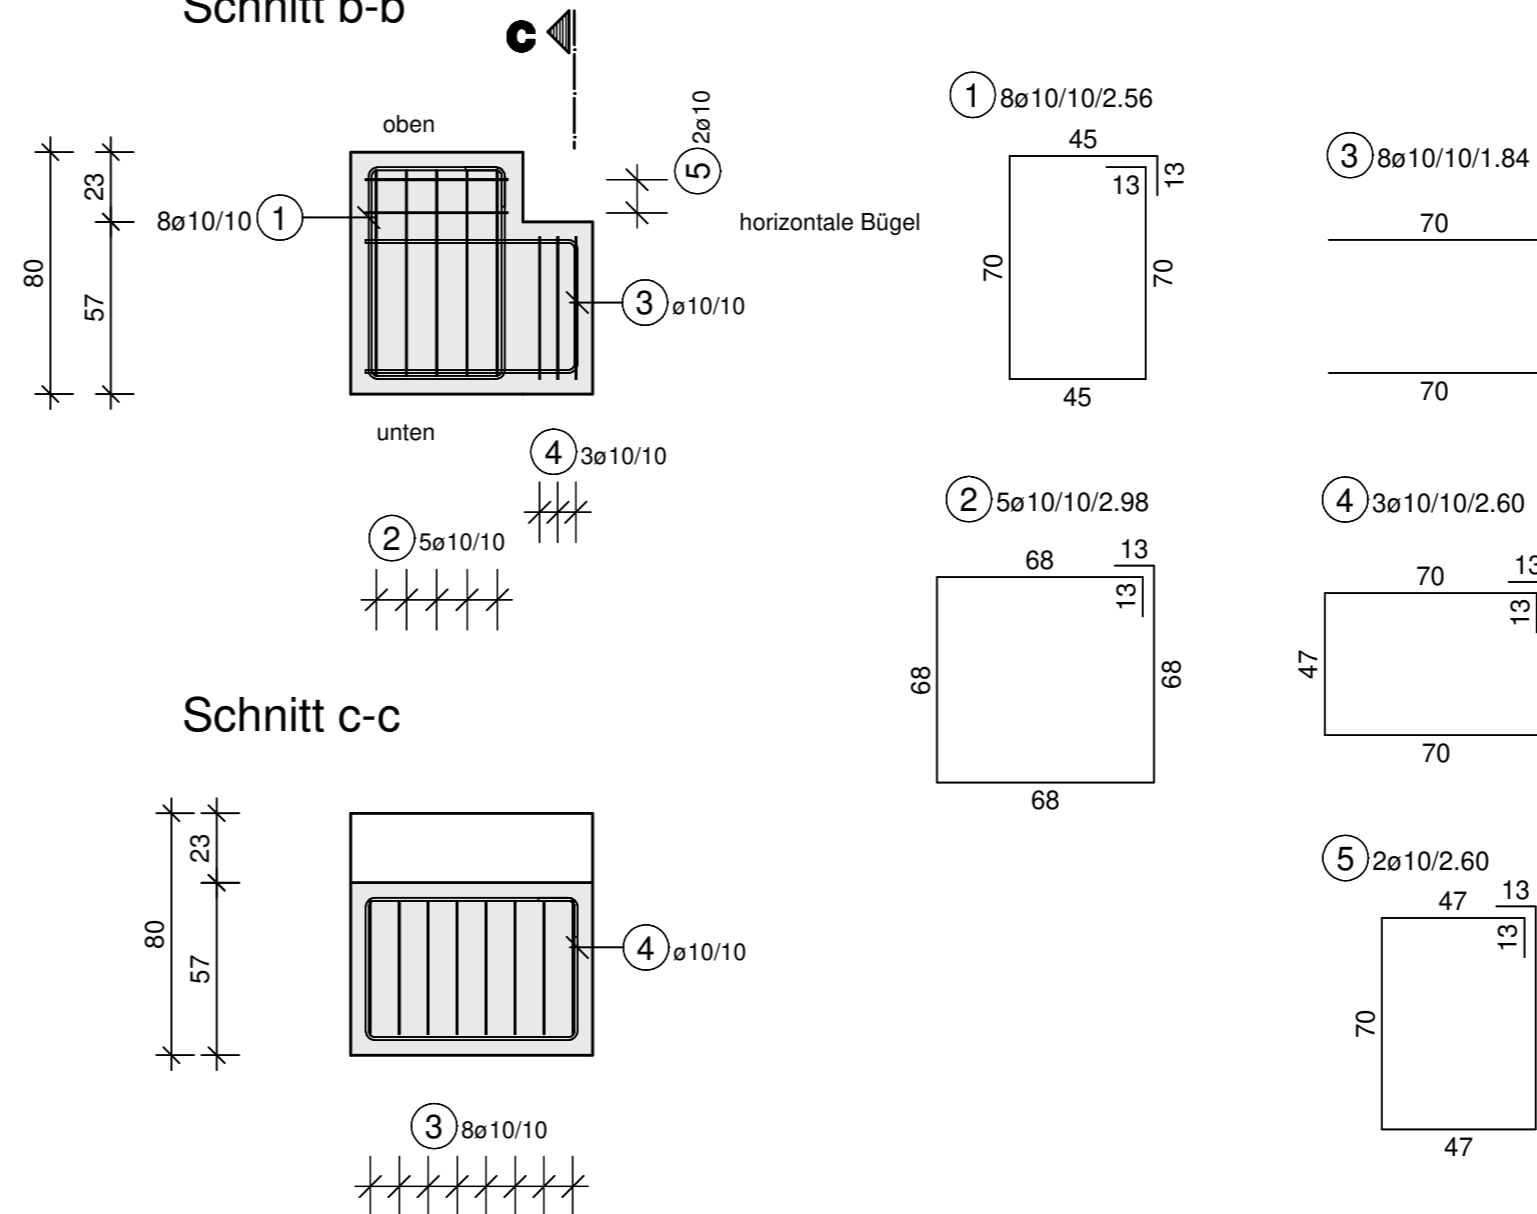 Schnitt b-b
c
oben
8ø10/10 1
23
57
80
5 2ø10
horizontale Bügel
3 ø10/10
unten
4 3ø10/10
2 5ø10/10
1 8ø10/10/2.56
45
13
13
70
70
45
3 8ø10/10/1.84
70
70
2 5ø10/10/2.98
68
13
13
68
68
68
4 3ø10/10/2.60
70
13
13
47
70
Schnitt c-c
23
57
80
4 ø10/10
3 8ø10/10
5 2ø10/2.60
47
13
13
70
47